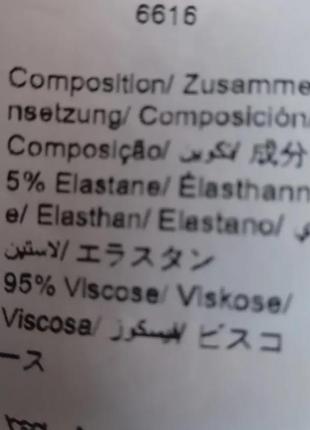 6616
Composition/ Zusamme
nsetzung/ Composición/
Composição/ تكوين/ 成分
5% Elastane/ Élasthann
e/ Elasthan/ Elastano/
لاستين/ エラスタン
95% Viscose/ Viskose/
Viscosa/ فيسكوز/ ビスコ
ース